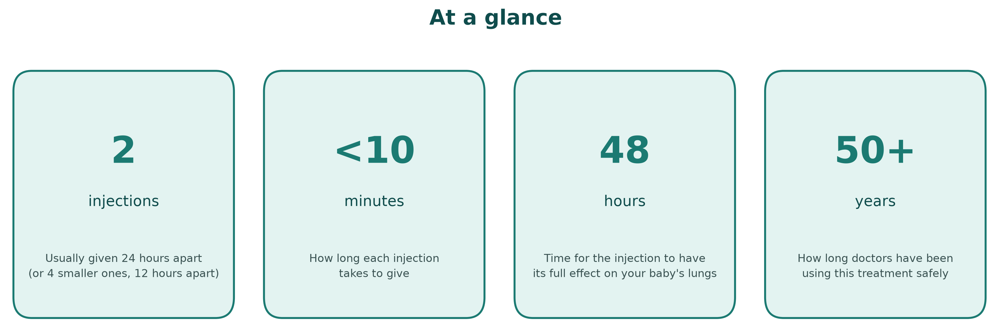 At a glance
2
injections
Usually given 24 hours apart
(or 4 smaller ones, 12 hours apart)
<10
minutes
How long each injection
takes to give
48
hours
Time for the injection to have
its full effect on your baby's lungs
50+
years
How long doctors have been
using this treatment safely